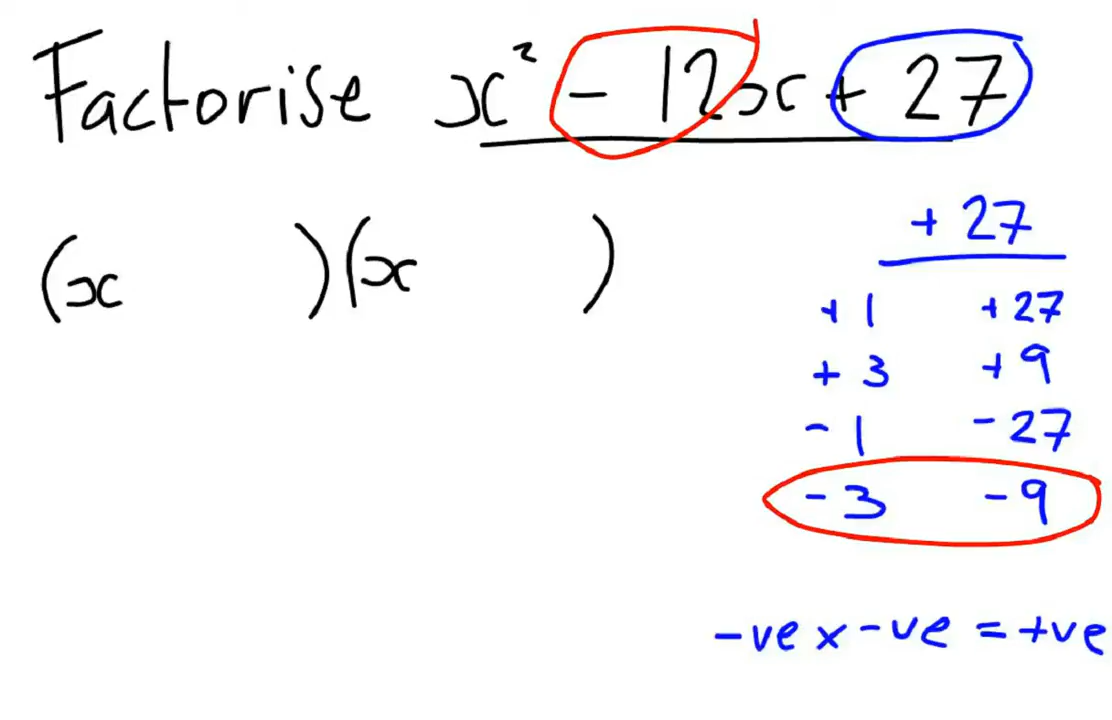 Factorise x² - 12x + 27
(x )(x )
+ 27
+ 1 + 27
+ 3 + 9
- 1 - 27
- 3 - 9
-ve x -ve = +ve